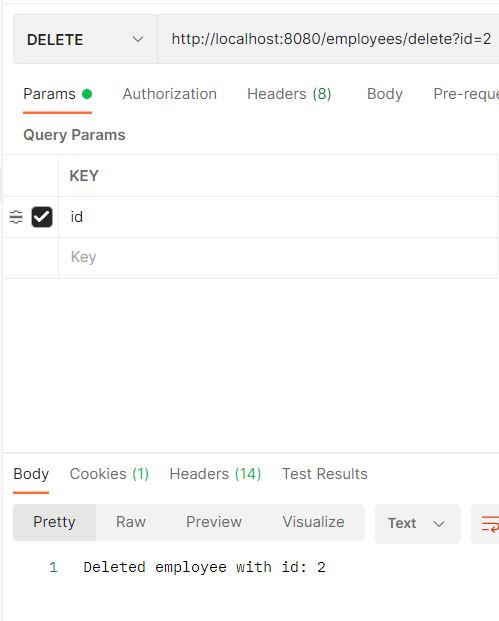 DELETE http://localhost:8080/employees/delete?id=2
Params Authorization Headers (8) Body Pre-reque
Query Params
KEY
id
Key
Body Cookies (1) Headers (14) Test Results
Pretty Raw Preview Visualize Text
1 Deleted employee with id: 2